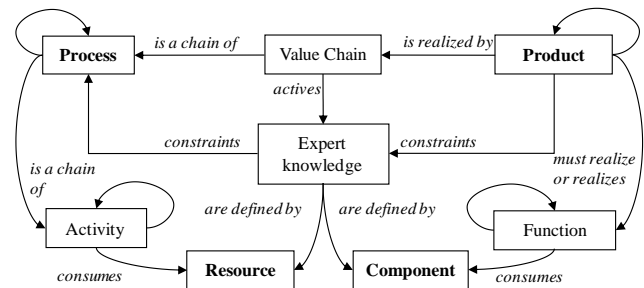 is a chain of
is realized by
Process
Value Chain
Product
actives
constraints
Expert
knowledge
constraints
is a chain
of
must realize
or realizes
Activity
are defined by
are defined by
Function
consumes
Resource
Component
consumes